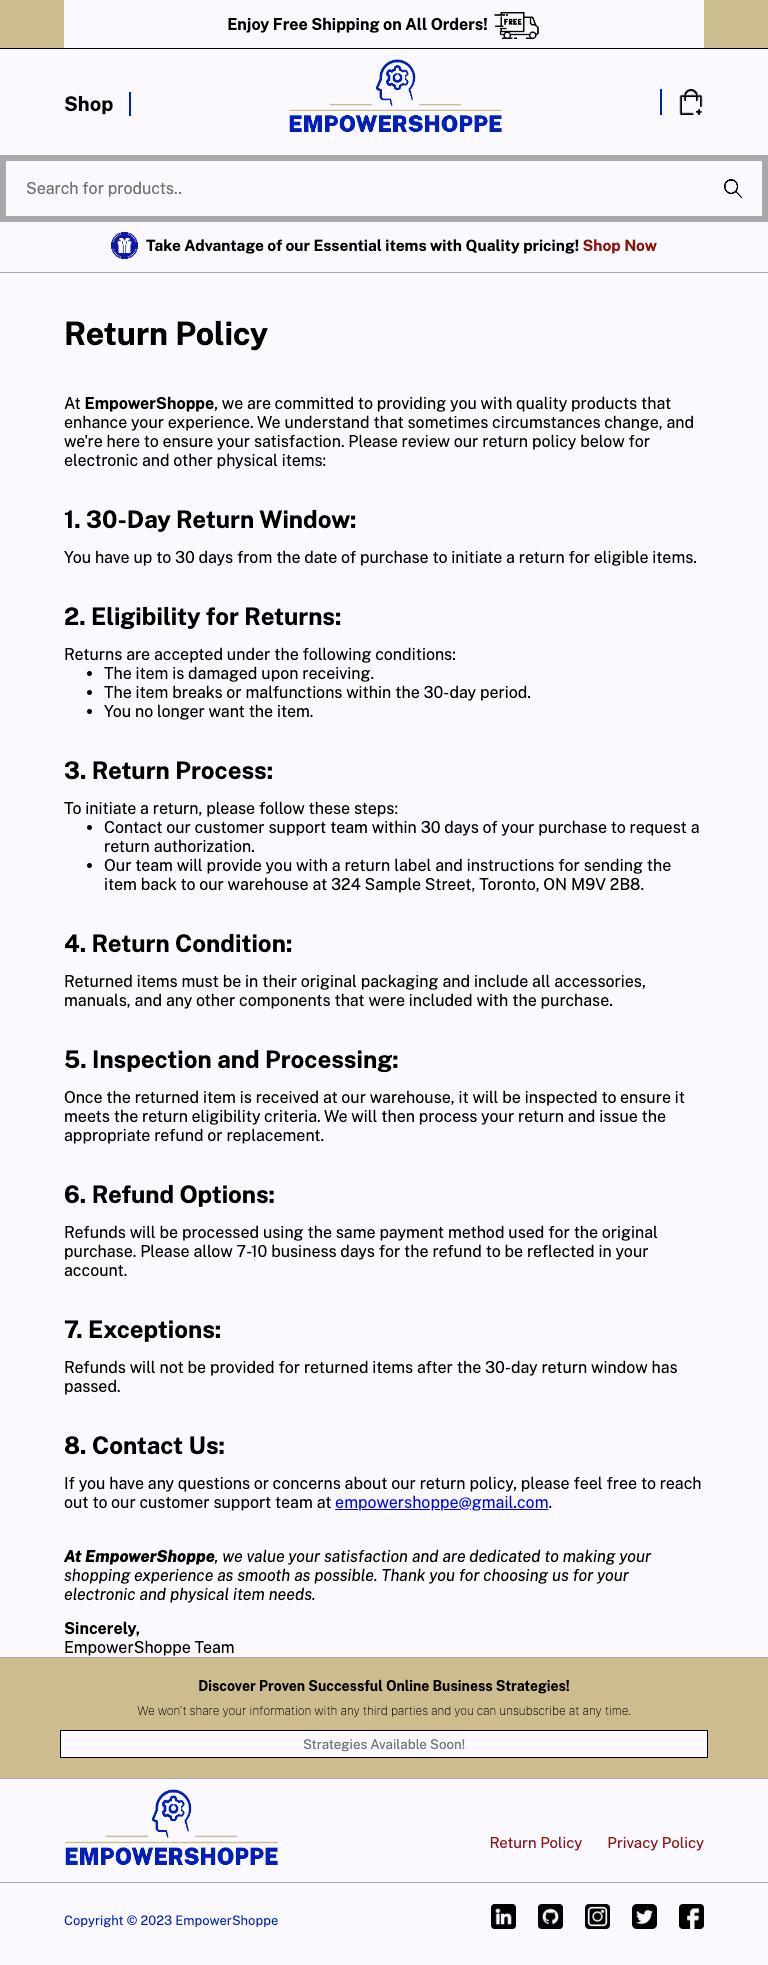 Enjoy Free Shipping on All Orders!
FREE
Shop
EMPOWERSHOPPE
Search for products..
Take Advantage of our Essential items with Quality pricing! Shop Now
Return Policy
At EmpowerShoppe, we are committed to providing you with quality products that
enhance your experience. We understand that sometimes circumstances change, and
we're here to ensure your satisfaction. Please review our return policy below for
electronic and other physical items:
1. 30-Day Return Window:
You have up to 30 days from the date of purchase to initiate a return for eligible items.
2. Eligibility for Returns:
Returns are accepted under the following conditions:
• The item is damaged upon receiving.
• The item breaks or malfunctions within the 30-day period.
• You no longer want the item.
3. Return Process:
To initiate a return, please follow these steps:
• Contact our customer support team within 30 days of your purchase to request a
return authorization.
• Our team will provide you with a return label and instructions for sending the
item back to our warehouse at 324 Sample Street, Toronto, ON M9V 2B8.
4. Return Condition:
Returned items must be in their original packaging and include all accessories,
manuals, and any other components that were included with the purchase.
5. Inspection and Processing:
Once the returned item is received at our warehouse, it will be inspected to ensure it
meets the return eligibility criteria. We will then process your return and issue the
appropriate refund or replacement.
6. Refund Options:
Refunds will be processed using the same payment method used for the original
purchase. Please allow 7-10 business days for the refund to be reflected in your
account.
7. Exceptions:
Refunds will not be provided for returned items after the 30-day return window has
passed.
8. Contact Us:
If you have any questions or concerns about our return policy, please feel free to reach
out to our customer support team at empowershoppe@gmail.com.
At EmpowerShoppe, we value your satisfaction and are dedicated to making your
shopping experience as smooth as possible. Thank you for choosing us for your
electronic and physical item needs.
Sincerely,
EmpowerShoppe Team
Discover Proven Successful Online Business Strategies!
We won't share your information with any third parties and you can unsubscribe at any time.
Strategies Available Soon!
EMPOWERSHOPPE
Return Policy Privacy Policy
Copyright © 2023 EmpowerShoppe